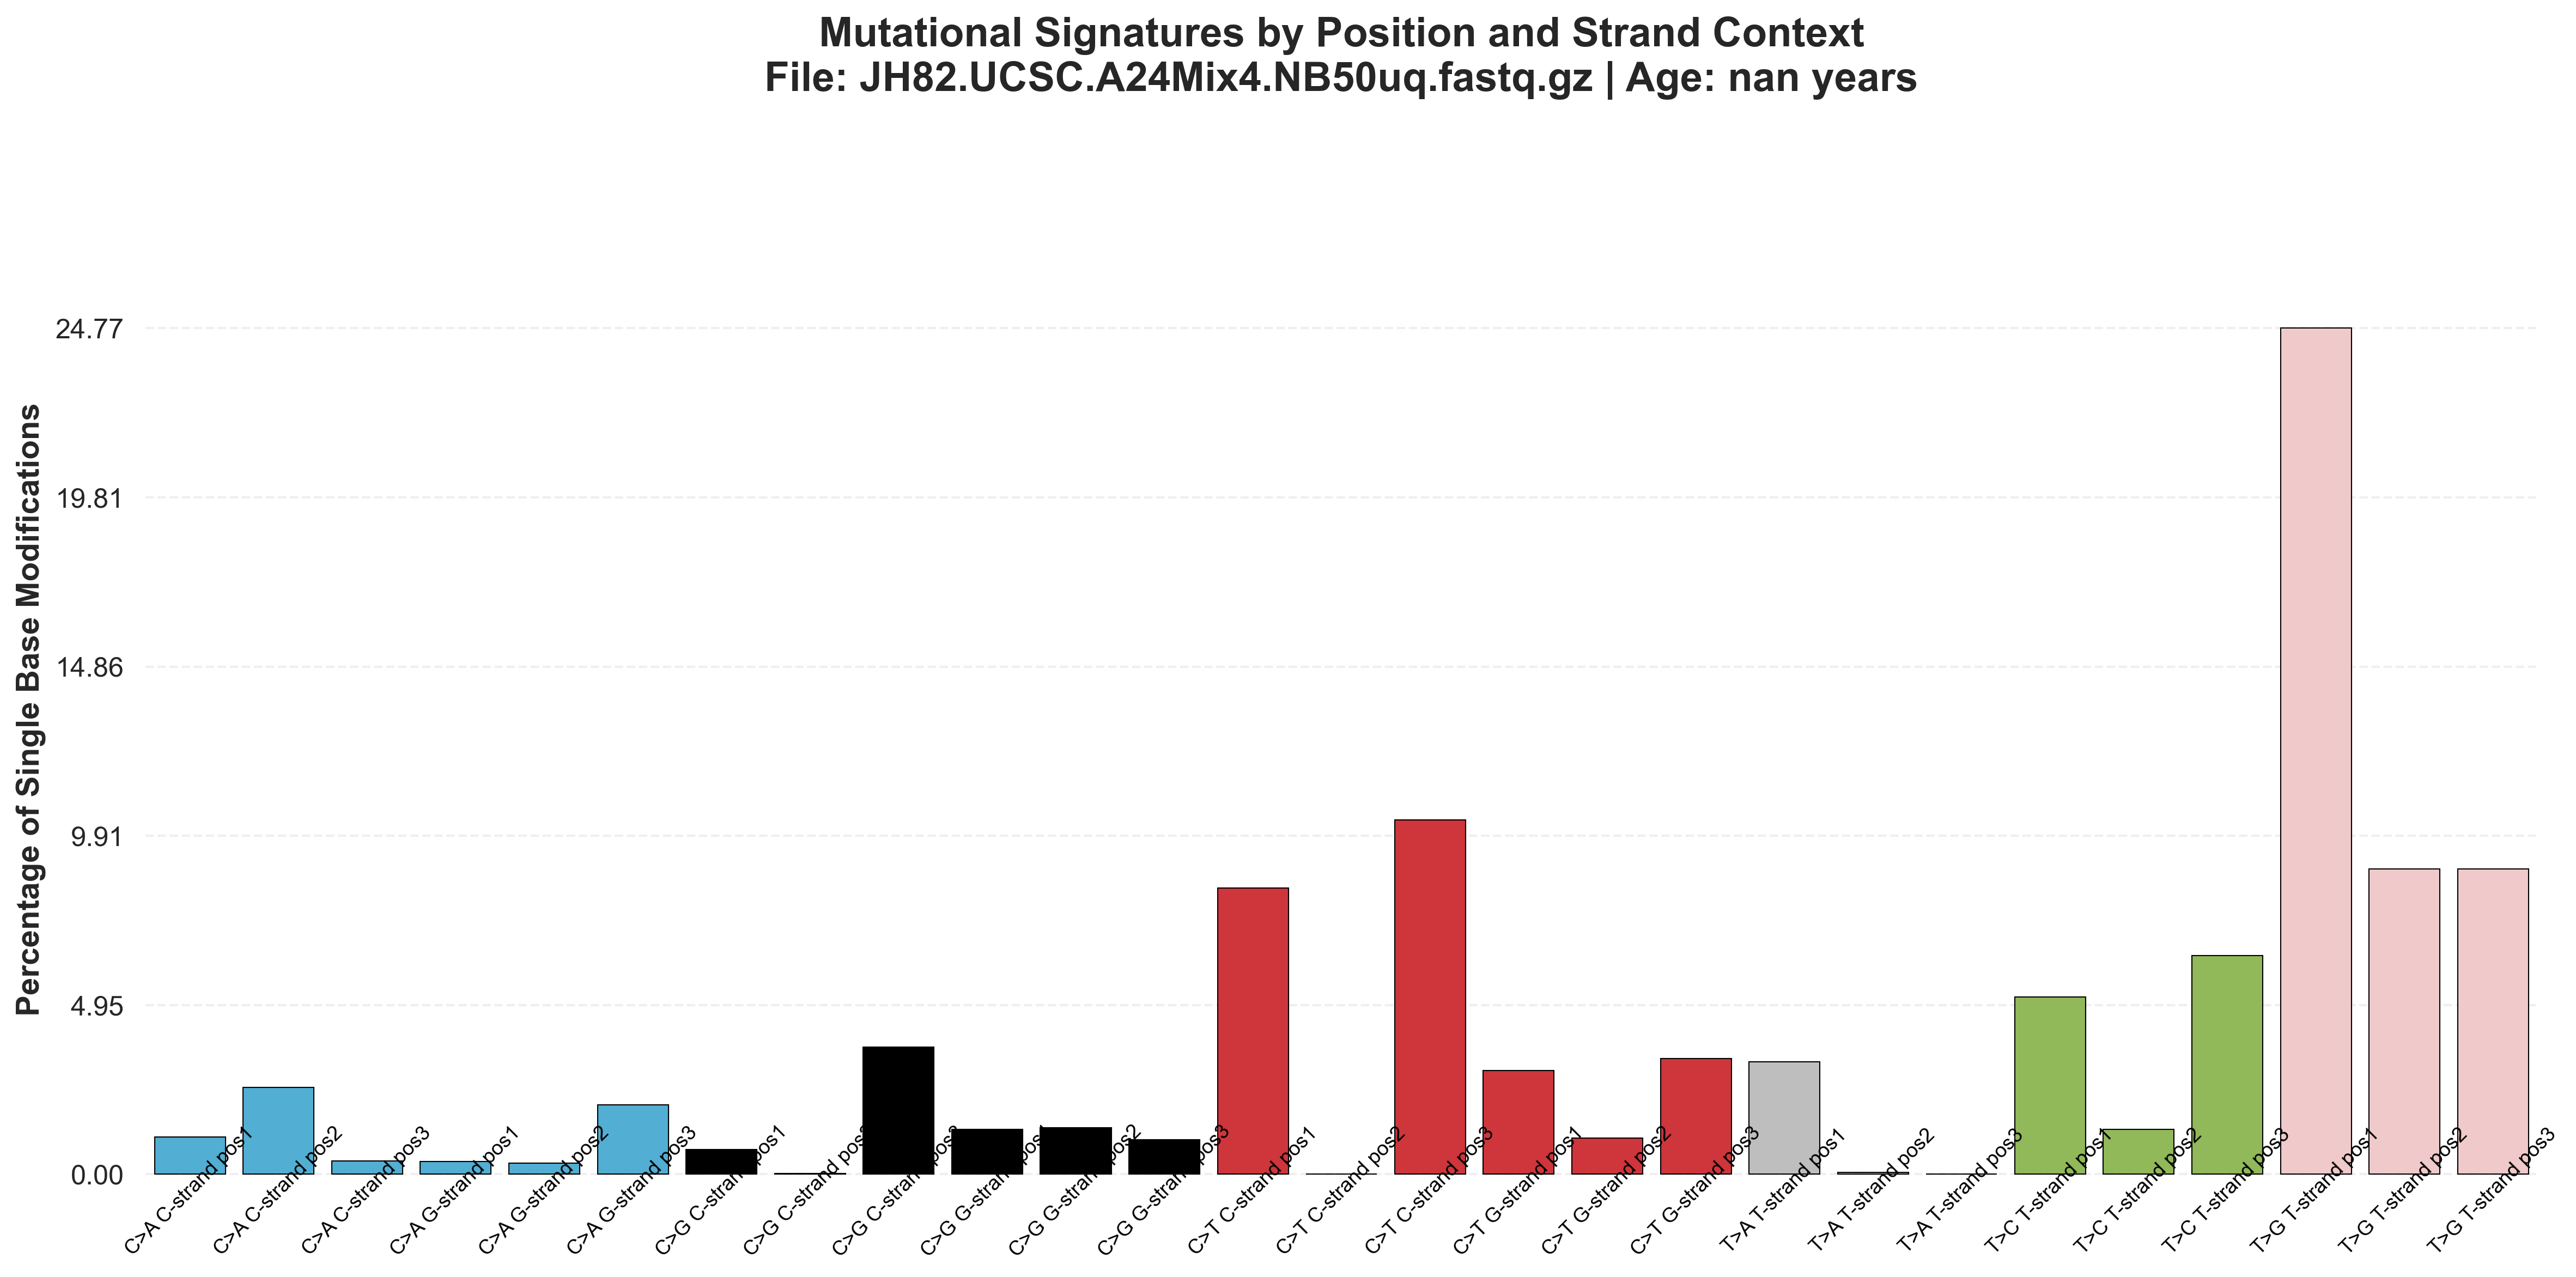 Mutational Signatures by Position and Strand Context
File: JH82.UCSC.A24Mix4.NB50uq.fastq.gz | Age: nan years
Percentage of Single Base Modifications
24.77
19.81
14.86
9.91
4.95
0.00
C>A C-strand pos1
C>A C-strand pos2
C>A C-strand pos3
C>A G-strand pos1
C>A G-strand pos2
C>A G-strand pos3
C>G C-strand pos1
C>G C-strand pos2
C>G C-strand pos3
C>G G-strand pos1
C>G G-strand pos2
C>G G-strand pos3
C>T C-strand pos1
C>T C-strand pos2
C>T C-strand pos3
C>T G-strand pos1
C>T G-strand pos2
C>T G-strand pos3
T>A T-strand pos1
T>A T-strand pos2
T>A T-strand pos3
T>C T-strand pos1
T>C T-strand pos2
T>C T-strand pos3
T>G T-strand pos1
T>G T-strand pos2
T>G T-strand pos3